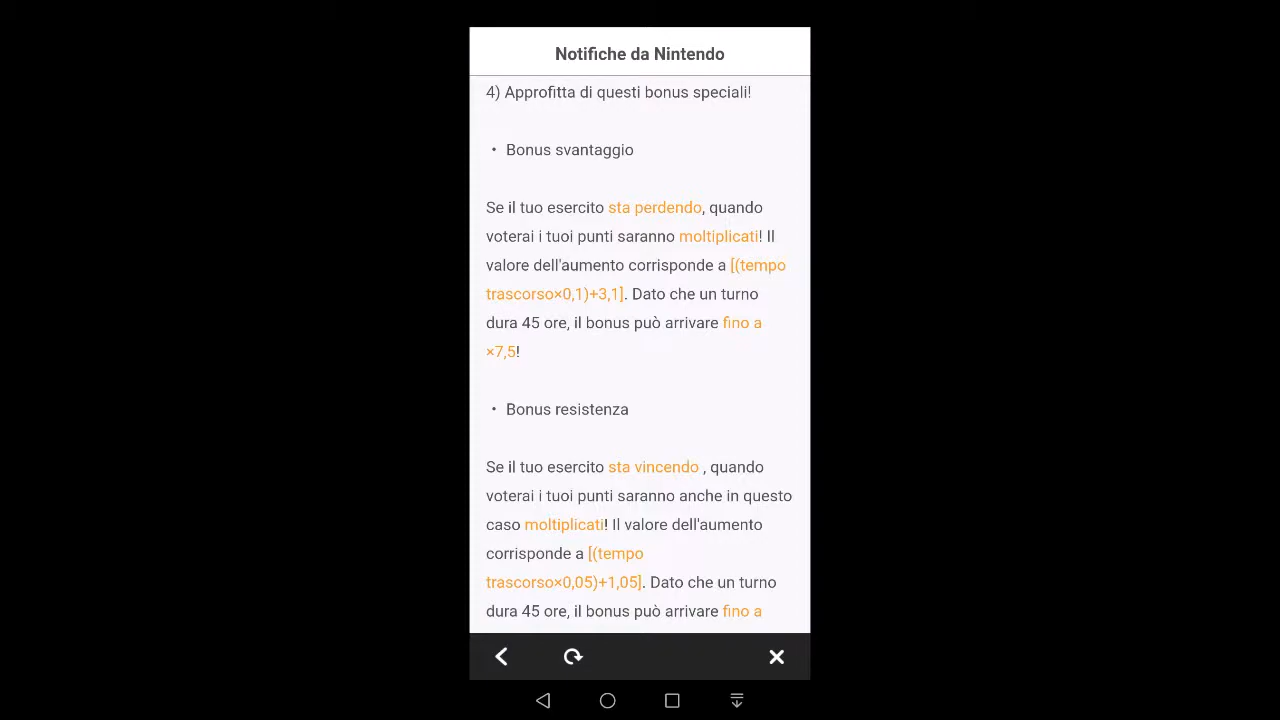 Notifiche da Nintendo
4) Approfitta di questi bonus speciali!
・ Bonus svantaggio
Se il tuo esercito sta perdendo, quando
voterai i tuoi punti saranno moltiplicati! Il
valore dell'aumento corrisponde a [(tempo
trascorso×0,1)+3,1]. Dato che un turno
dura 45 ore, il bonus può arrivare fino a
×7,5!
・ Bonus resistenza
Se il tuo esercito sta vincendo , quando
voterai i tuoi punti saranno anche in questo
caso moltiplicati! Il valore dell'aumento
corrisponde a [(tempo
trascorso×0,05)+1,05]. Dato che un turno
dura 45 ore, il bonus può arrivare fino a